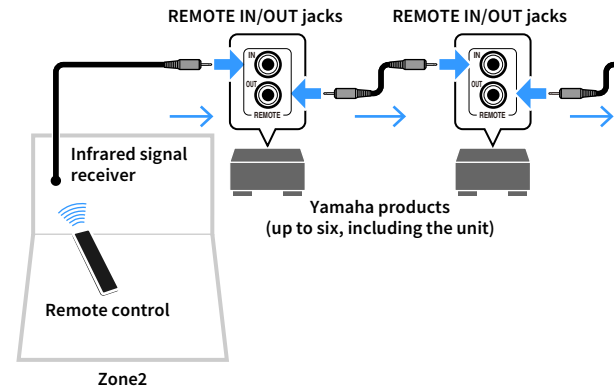 REMOTE IN/OUT jacks
REMOTE IN/OUT jacks
IN
OUT
REMOTE
IN
OUT
REMOTE
Infrared signal
receiver
Yamaha products
(up to six, including the unit)
Remote control
Zone2